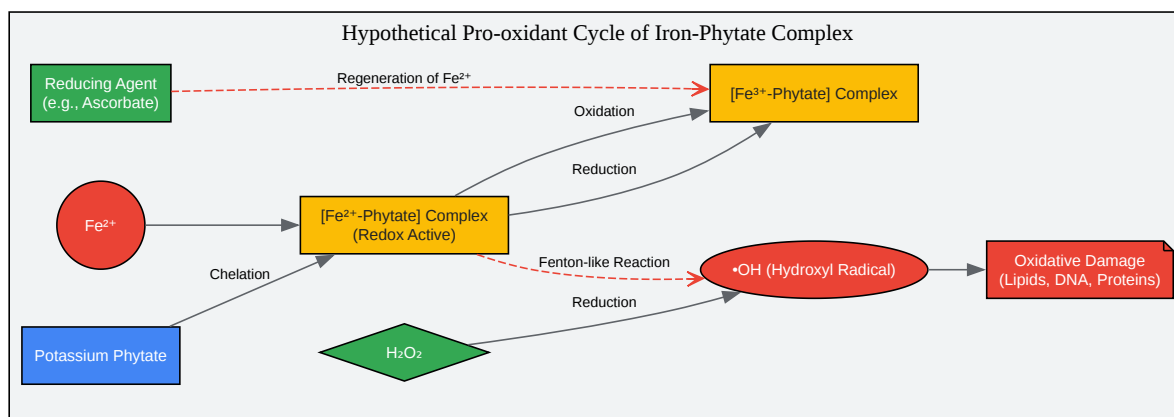 Hypothetical Pro-oxidant Cycle of Iron-Phytate Complex
Reducing Agent
(e.g., Ascorbate)
Regeneration of Fe²⁺
[Fe³⁺-Phytate] Complex
Oxidation
Reduction
Fe²⁺
[Fe²⁺-Phytate] Complex
(Redox Active)
Chelation
Fenton-like Reaction
•OH (Hydroxyl Radical)
Oxidative Damage
(Lipids, DNA, Proteins)
Reduction
Potassium Phytate
H₂O₂